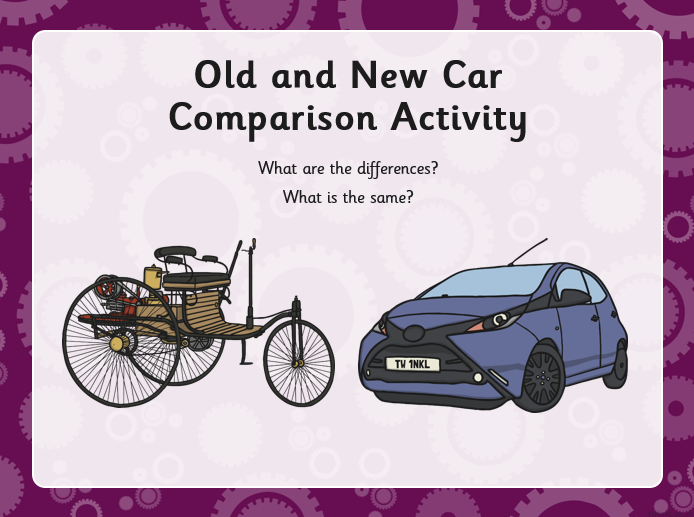 Old and New Car
Comparison Activity
What are the differences?
What is the same?
TW 1NKL